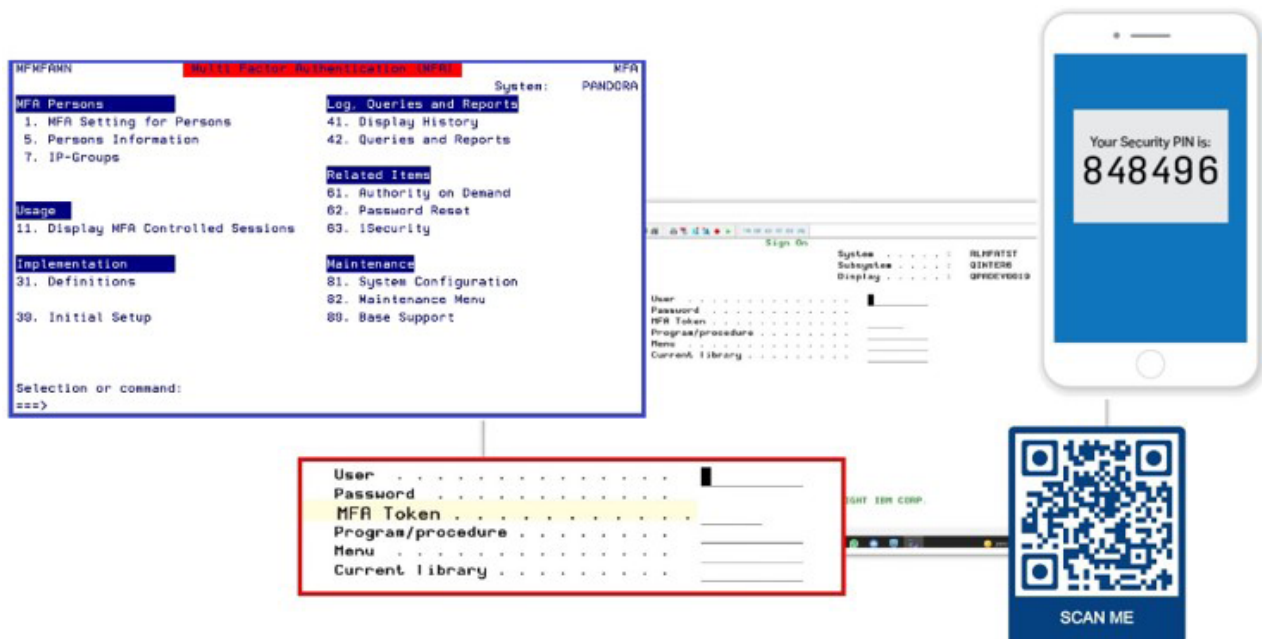 MFMFAMN Multi Factor Authentication (MFA) MFA
System: PANDORA
MFA Persons
1. MFA Setting for Persons
5. Persons Information
7. IP-Groups
Usage
11. Display MFA Controlled Sessions
Implementation
31. Definitions
39. Initial Setup
Log, Queries and Reports
41. Display History
42. Queries and Reports
Related Items
61. Authority on Demand
62. Password Reset
63. iSecurity
Maintenance
81. System Configuration
82. Maintenance Menu
89. Base Support
Selection or command:
===>
Sign On
System . . . . . :
Subsystem . . . . . :
Display . . . . . :
User . . . . . . . . . . . . . .
Password . . . . . . . . . . . .
MFA Token . . . . . . . . . . . .
Program/procedure . . . . . . . .
Menu . . . . . . . . . . . . . .
Current library . . . . . . . . .
IGHT IBM CORP.
User . . . . . . . . . . . . . .
Password . . . . . . . . . . . .
MFA Token . . . . . . . . . . . .
Program/procedure . . . . . . . .
Menu . . . . . . . . . . . . . .
Current library . . . . . . . . .
Your Security PIN is:
848496
SCAN ME